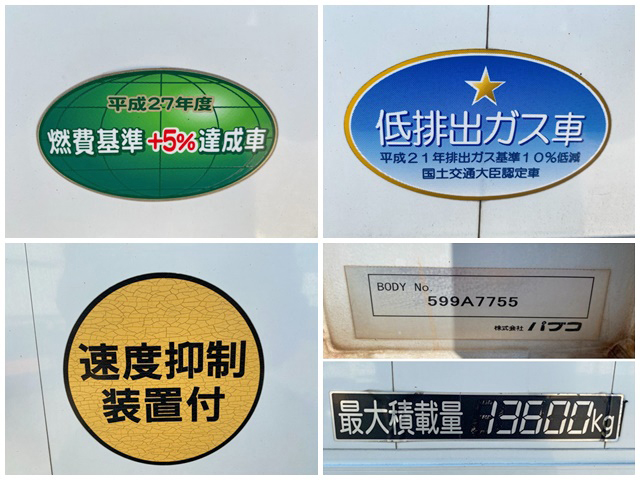 平成27年度
燃費基準+5%達成車
低排出ガス車
平成21年排出ガス基準10%低減
国土交通大臣認定車
速度抑制
装置付
BODY No.
599A7755
株式会社 パブコ
最大積載量 13600kg